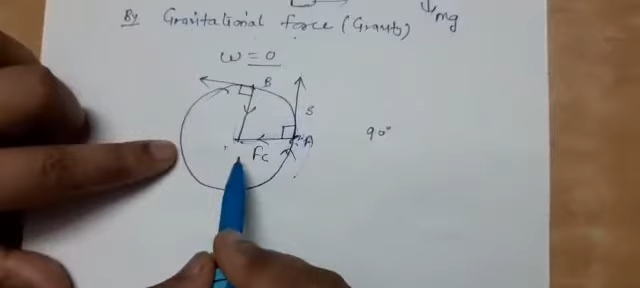 mg
By Gravitational force (Gravity)
ω = 0
B
S
A
90°
Fc